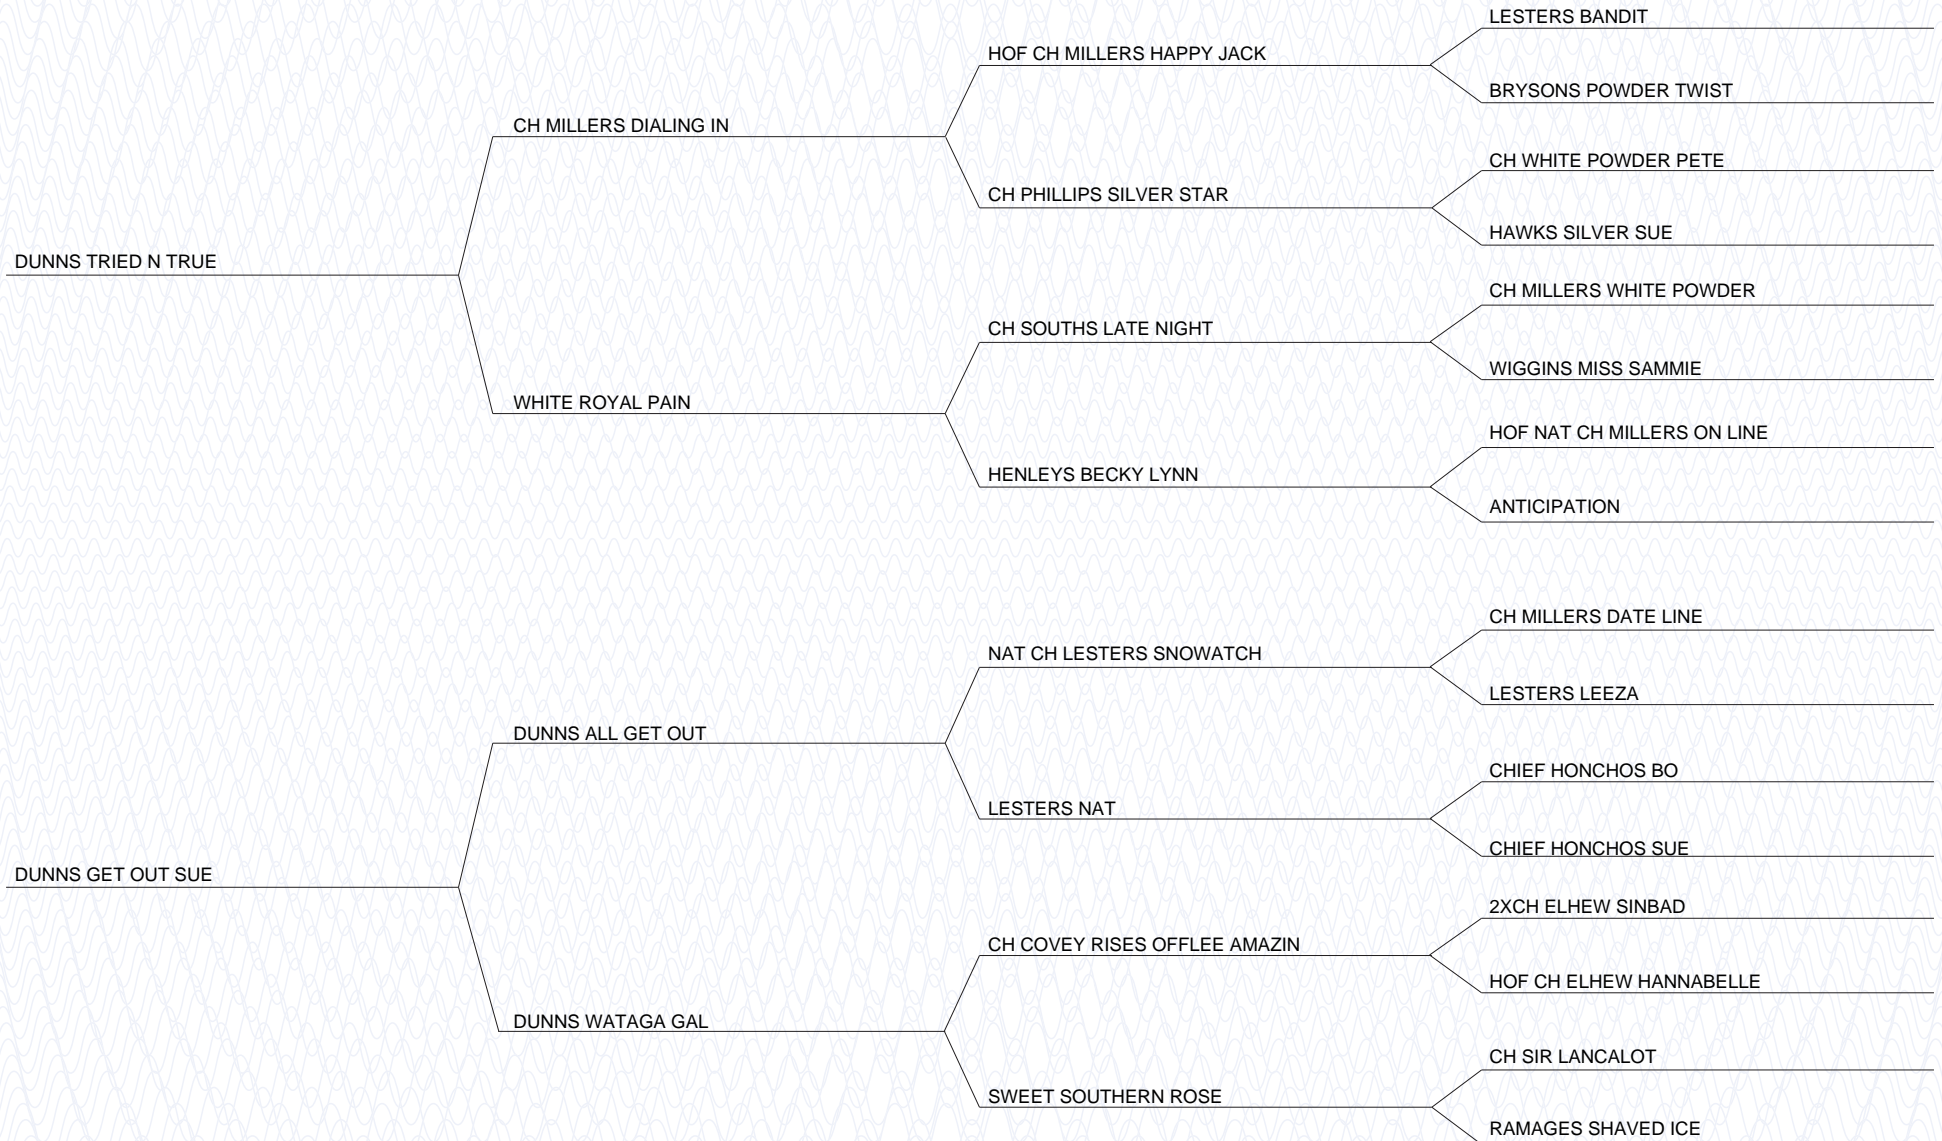 LESTERS BANDIT
HOF CH MILLERS HAPPY JACK
BRYSONS POWDER TWIST
CH MILLERS DIALING IN
CH WHITE POWDER PETE
CH PHILLIPS SILVER STAR
HAWKS SILVER SUE
DUNNS TRIED N TRUE
CH MILLERS WHITE POWDER
CH SOUTHS LATE NIGHT
WIGGINS MISS SAMMIE
WHITE ROYAL PAIN
HOF NAT CH MILLERS ON LINE
HENLEYS BECKY LYNN
ANTICIPATION
CH MILLERS DATE LINE
NAT CH LESTERS SNOWATCH
LESTERS LEEZA
DUNNS ALL GET OUT
CHIEF HONCHOS BO
LESTERS NAT
CHIEF HONCHOS SUE
DUNNS GET OUT SUE
2XCH ELHEW SINBAD
CH COVEY RISES OFFLEE AMAZIN
HOF CH ELHEW HANNABELLE
DUNNS WATAGA GAL
CH SIR LANCALOT
SWEET SOUTHERN ROSE
RAMAGES SHAVED ICE